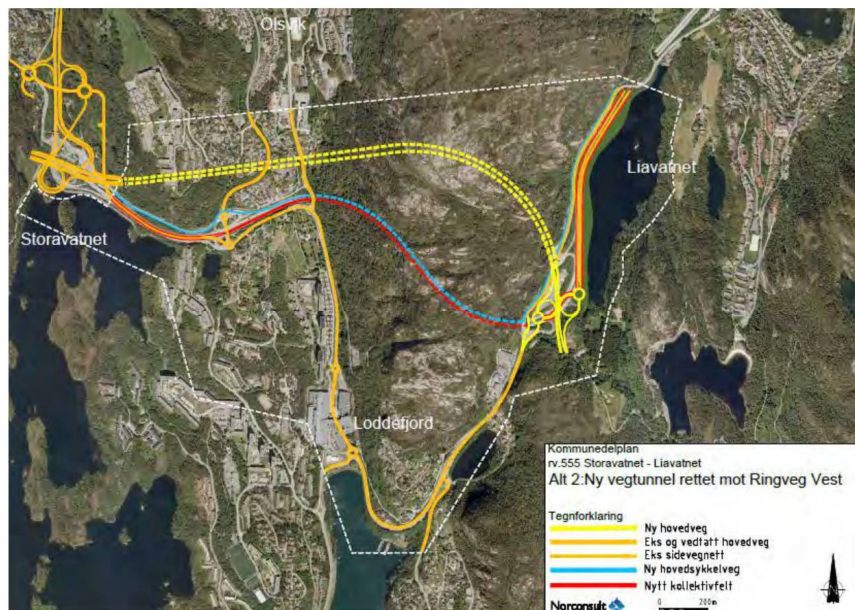 Olsvik
Liavatnet
Storavatnet
Loddefjord
Kommunedelplan
rv.555 Storavatnet - Liavatnet
Alt 2:Ny vegtunnel rettet mot Ringveg Vest
Tegnforklaring
Ny hovedveg
Eks og vedtatt hovedveg
Eks sidevegnett
Ny hovedsykkelveg
Nytt kollektivfelt
Norconsult
0 200m
N